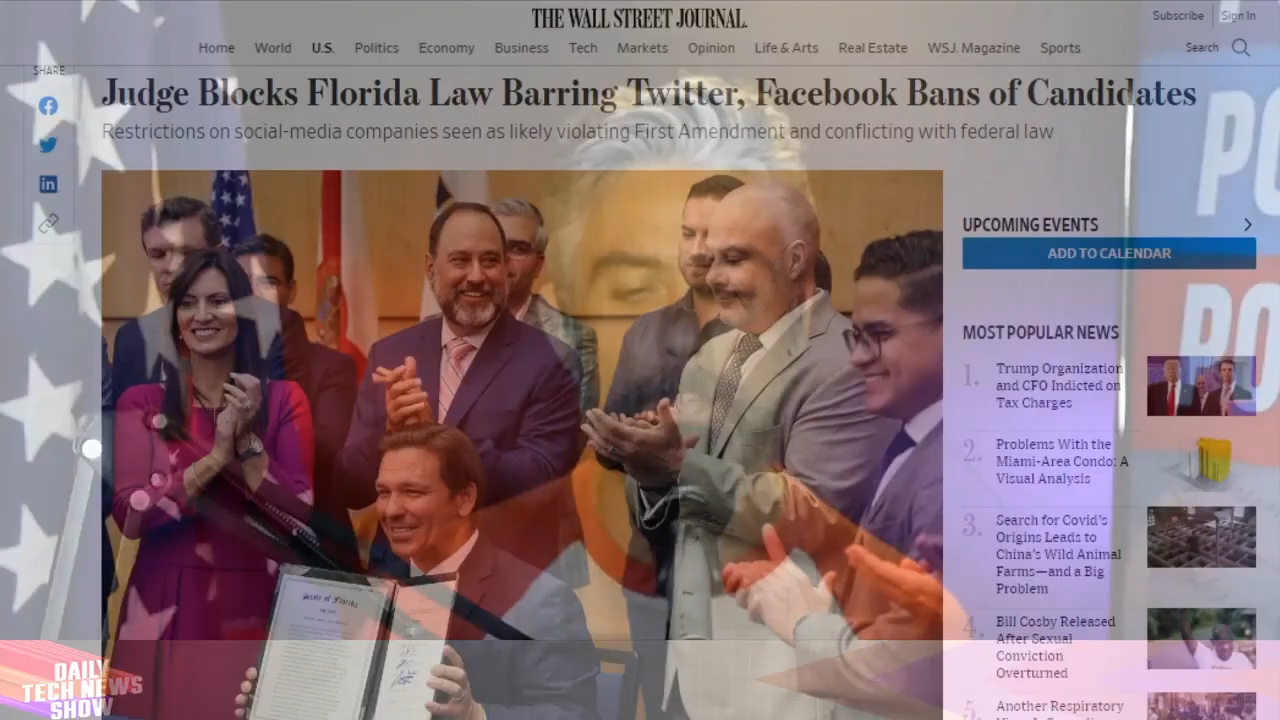 THE WALL STREET JOURNAL.
Subscribe Sign In
Home World U.S. Politics Economy Business Tech Markets Opinion Life & Arts Real Estate WSJ. Magazine Sports
Search
SHARE
Judge Blocks Florida Law Barring Twitter, Facebook Bans of Candidates
Restrictions on social-media companies seen as likely violating First Amendment and conflicting with federal law
PO
PO
UPCOMING EVENTS
ADD TO CALENDAR
MOST POPULAR NEWS
1. Trump Organization
and CFO Indicted on
Tax Charges
2. Problems With the
Miami-Area Condo: A
Visual Analysis
3. Search for Covid's
Origins Leads to
China's Wild Animal
Farms—and a Big
Problem
4. Bill Cosby Released
After Sexual
Conviction
Overturned
5. Another Respiratory
State of Florida
DAILY
TECH NEWS
SHOW